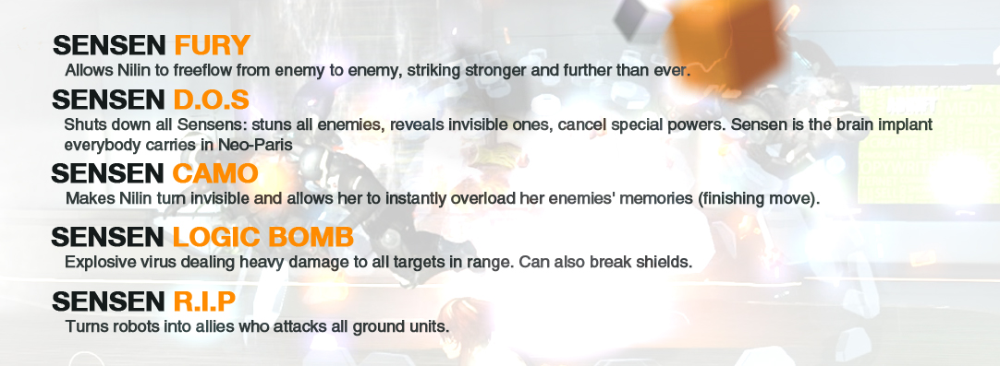 SENSEN FURY
Allows Nilin to freeflow from enemy to enemy, striking stronger and further than ever.
SENSEN D.O.S
Shuts down all Sensens: stuns all enemies, reveals invisible ones, cancel special powers. Sensen is the brain implant
everybody carries in Neo-Paris
SENSEN CAMO
Makes Nilin turn invisible and allows her to instantly overload her enemies' memories (finishing move).
SENSEN LOGIC BOMB
Explosive virus dealing heavy damage to all targets in range. Can also break shields.
SENSEN R.I.P
Turns robots into allies who attacks all ground units.